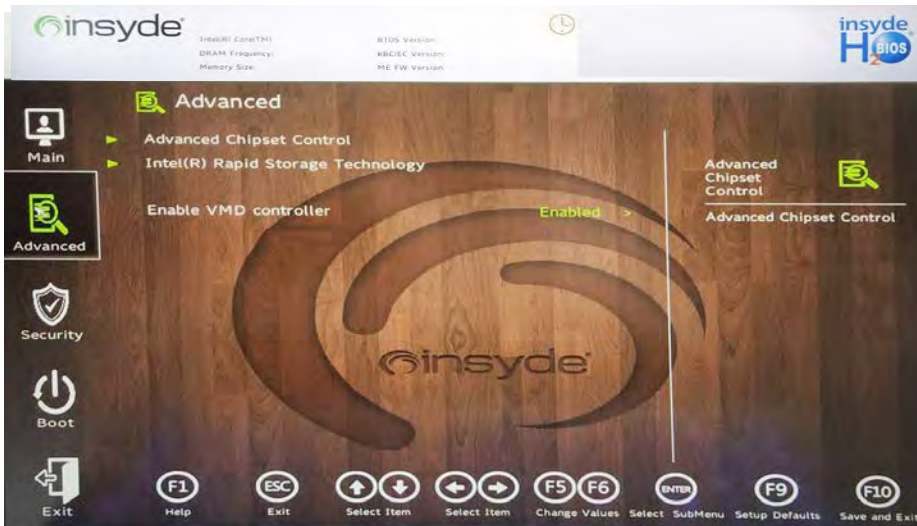 insyde
Intel(R) Core(TM)
DRAM Frequency:
Memory Size:
BIOS Version:
KBC/EC Version:
ME FW Version:
insyde
H2BIOS
Main
Advanced
Security
Boot
Exit
Advanced
Advanced Chipset Control
Intel(R) Rapid Storage Technology
Enable VMD controller Enabled >
insyde
Advanced
Chipset
Control
Advanced Chipset Control
F1
Help
ESC
Exit
Select Item
Select Item
F5 F6
Change Values
ENTER
Select SubMenu
F9
Setup Defaults
F10
Save and Exit